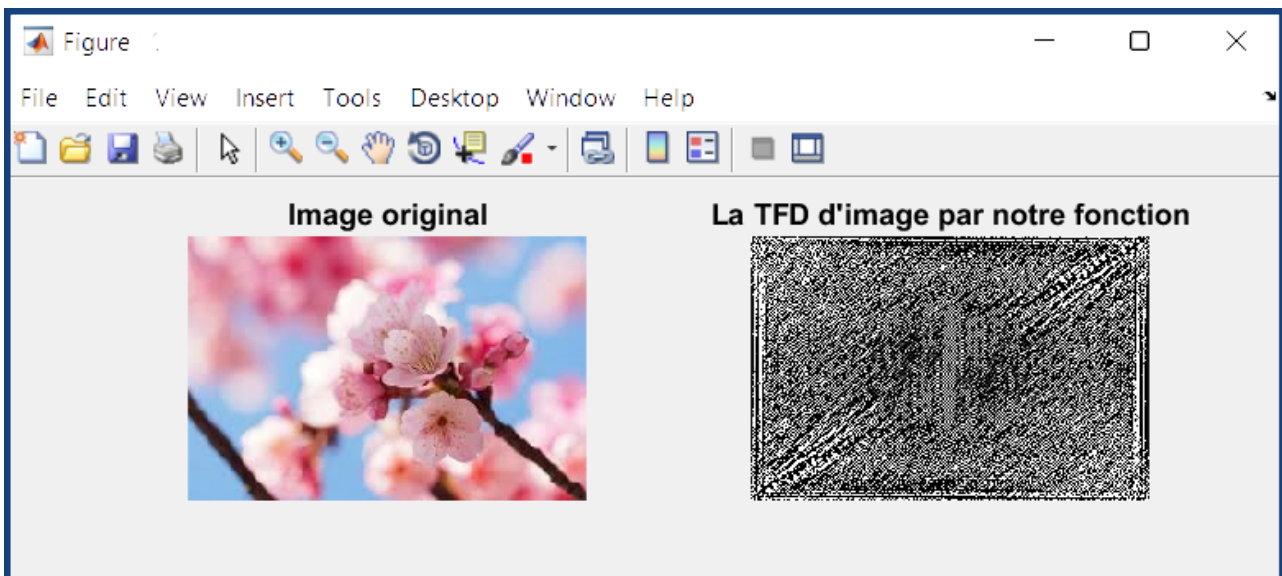 Figure
File Edit View Insert Tools Desktop Window Help
Image original
La TFD d'image par notre fonction